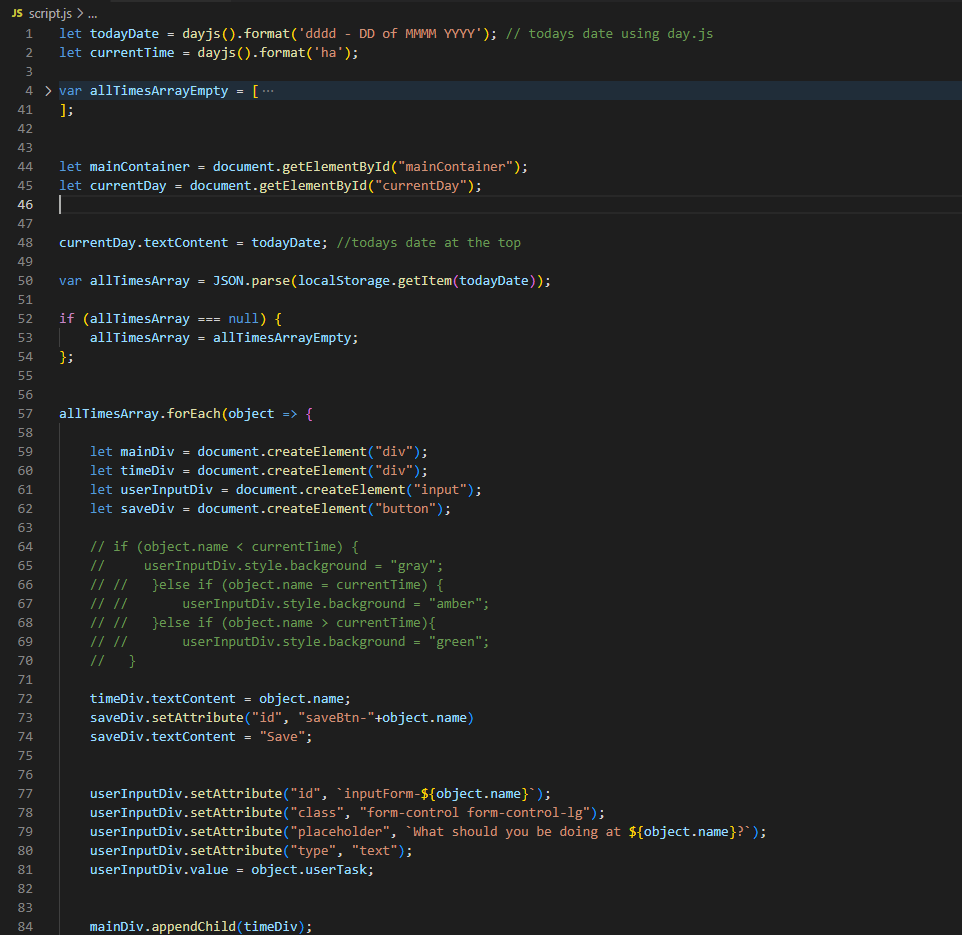 JS script.js > ...
1 let todayDate = dayjs().format('dddd - DD of MMMM YYYY'); // todays date using day.js
2 let currentTime = dayjs().format('ha');
3
4 > var allTimesArrayEmpty = [ ...
41 ];
42
43
44 let mainContainer = document.getElementById("mainContainer");
45 let currentDay = document.getElementById("currentDay");
46
47
48 currentDay.textContent = todayDate; //todays date at the top
49
50 var allTimesArray = JSON.parse(localStorage.getItem(todayDate));
51
52 if (allTimesArray === null) {
53     allTimesArray = allTimesArrayEmpty;
54 };
55
56
57 allTimesArray.forEach(object => {
58
59     let mainDiv = document.createElement("div");
60     let timeDiv = document.createElement("div");
61     let userInputDiv = document.createElement("input");
62     let saveDiv = document.createElement("button");
63
64     // if (object.name < currentTime) {
65     //     userInputDiv.style.background = "gray";
66     // //   }else if (object.name = currentTime) {
67     // //       userInputDiv.style.background = "amber";
68     // //   }else if (object.name > currentTime){
69     // //       userInputDiv.style.background = "green";
70     //   }
71
72     timeDiv.textContent = object.name;
73     saveDiv.setAttribute("id", "saveBtn-"+object.name)
74     saveDiv.textContent = "Save";
75
76
77     userInputDiv.setAttribute("id", `inputForm-${object.name}`);
78     userInputDiv.setAttribute("class", "form-control form-control-lg");
79     userInputDiv.setAttribute("placeholder", `What should you be doing at ${object.name}?`);
80     userInputDiv.setAttribute("type", "text");
81     userInputDiv.value = object.userTask;
82
83
84     mainDiv.appendChild(timeDiv);